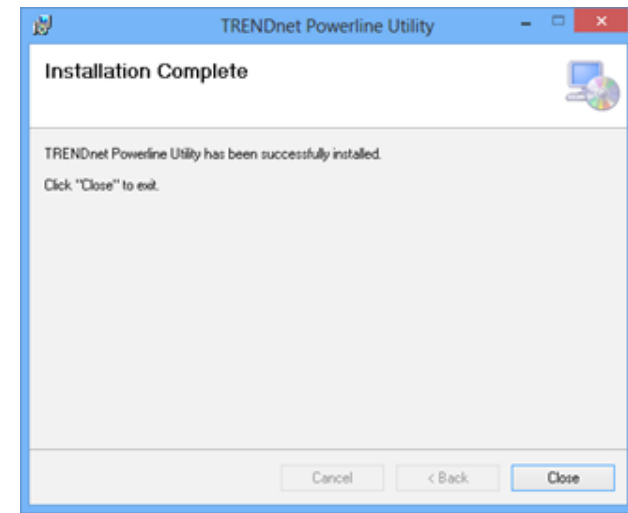 TRENDnet Powerline Utility
Installation Complete
TRENDnet Powerline Utility has been successfully installed.
Click "Close" to exit.
Cancel
< Back
Close